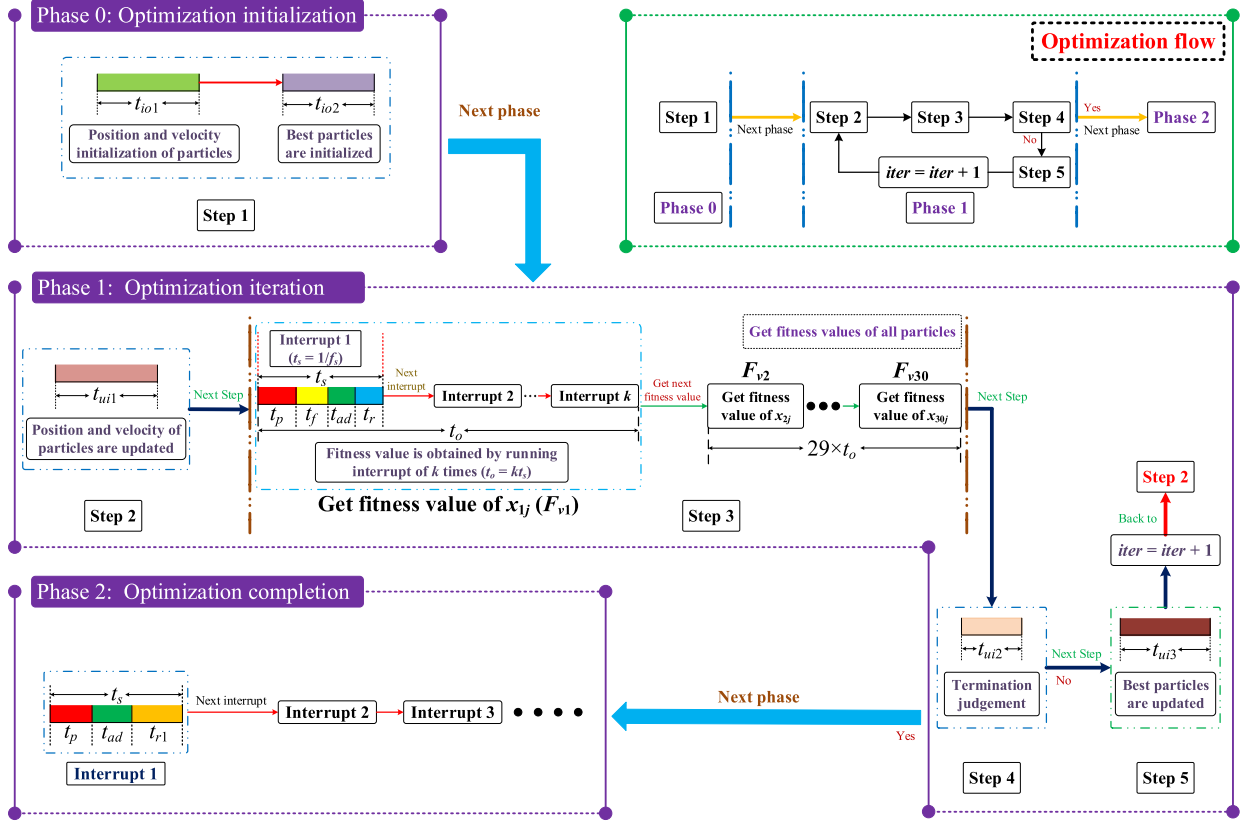 Phase 0: Optimization initialization
t_io1
t_io2
Position and velocity
initialization of particles
Best particles
are initialized
Step 1
Next phase
Optimization flow
Step 1
Next phase
Step 2
Step 3
Step 4
Yes
Next phase
Phase 2
No
iter = iter + 1
Step 5
Phase 0
Phase 1
Phase 1: Optimization iteration
t_ui1
Position and velocity of
particles are updated
Step 2
Next Step
Interrupt 1
(t_s = 1/f_s)
t_s
t_p
t_f
t_ad
t_r
Next
interrupt
Interrupt 2
...
Interrupt k
t_o
Fitness value is obtained by running
interrupt of k times (t_o = kt_s)
Get fitness value of x_1j (F_v1)
Get next
fitness value
Get fitness values of all particles
F_v2
Get fitness
value of x_2j
F_v30
Get fitness
value of x_30j
29×t_o
Step 3
Next Step
t_ui2
Termination
judgement
Step 4
Next Step
No
Step 2
Back to
iter = iter + 1
t_ui3
Best particles
are updated
Step 5
Next phase
Yes
Phase 2: Optimization completion
t_s
t_p
t_ad
t_r1
Interrupt 1
Next interrupt
Interrupt 2
Interrupt 3